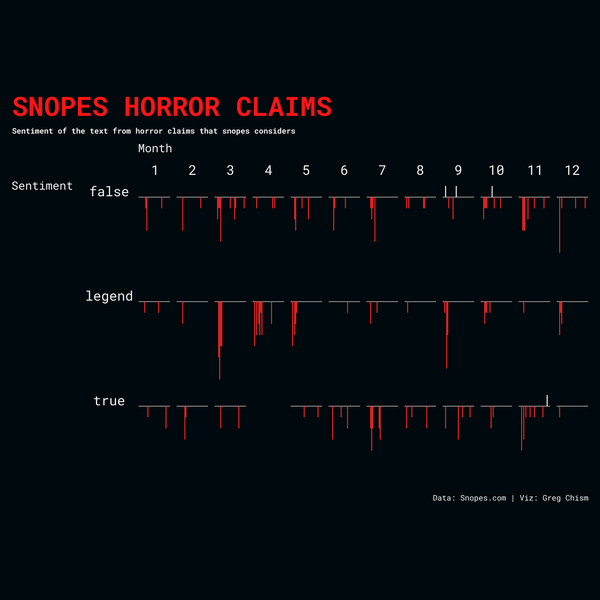 SNOPES HORROR CLAIMS
Sentiment of the text from horror claims that snopes considers
Month
1 2 3 4 5 6 7 8 9 10 11 12
Sentiment
false
legend
true
Data: Snopes.com | Viz: Greg Chism